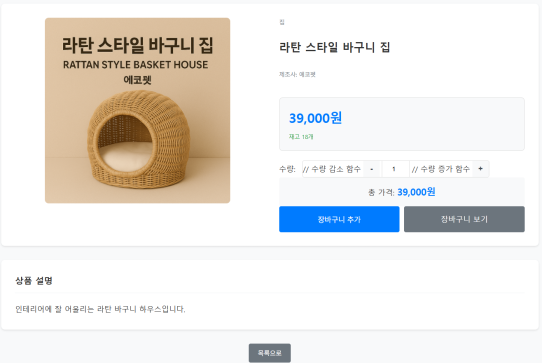 라탄 스타일 바구니 집
RATTAN STYLE BASKET HOUSE
에코펫
집
라탄 스타일 바구니 집
제조사: 에코펫
39,000원
재고 16개
수량: // 수량 감소 함수 - 1 // 수량 증가 함수 +
총 가격: 39,000원
장바구니 추가
장바구니 보기
상품 설명
인테리어에 잘 어울리는 라탄 바구니 하우스입니다.
목록으로